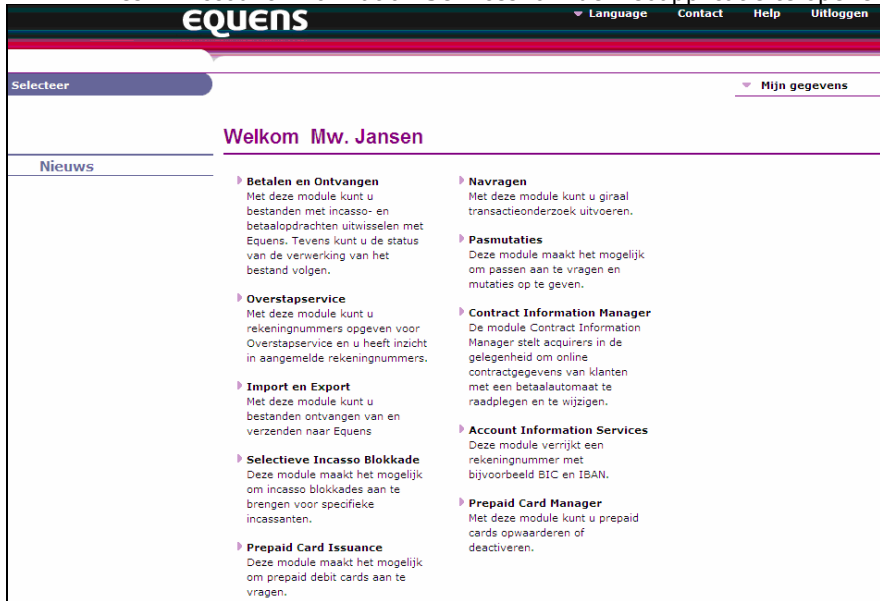 EQUENS
Language Contact Help Uitloggen
Selecteer
Mijn gegevens
Welkom Mw. Jansen
Nieuws
Betalen en Ontvangen
Met deze module kunt u
bestanden met incasso- en
betaalopdrachten uitwisselen met
Equens. Tevens kunt u de status
van de verwerking van het
bestand volgen.
Overstapservice
Met deze module kunt u
rekeningnummers opgeven voor
Overstapservice en u heeft inzicht
in aangemelde rekeningnummers.
Import en Export
Met deze module kunt u
bestanden ontvangen van en
verzenden naar Equens
Selectieve Incasso Blokkade
Deze module maakt het mogelijk
om incasso blokkades aan te
brengen voor specifieke
incassanten.
Prepaid Card Issuance
Deze module maakt het mogelijk
om prepaid debit cards aan te
vragen.
Navragen
Met deze module kunt u giraal
transactieonderzoek uitvoeren.
Pasmutaties
Deze module maakt het mogelijk
om passen aan te vragen en
mutaties op te geven.
Contract Information Manager
De module Contract Information
Manager stelt acquirers in de
gelegenheid om online
contractgegevens van klanten
met een betaalautomaat te
raadplegen en te wijzigen.
Account Information Services
Deze module verrijkt een
rekeningnummer met
bijvoorbeeld BIC en IBAN.
Prepaid Card Manager
Met deze module kunt u prepaid
cards opwaarderen of
deactiveren.